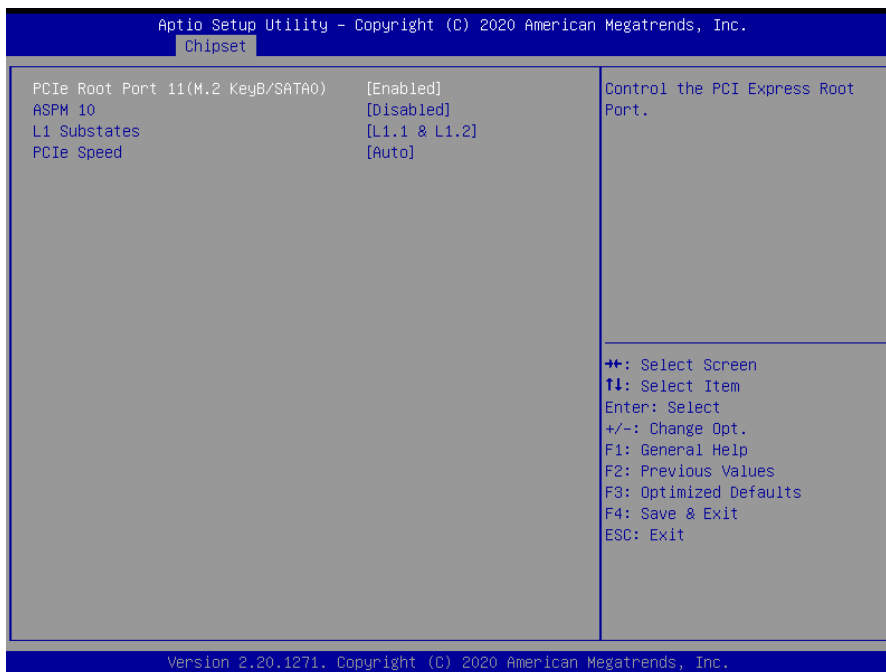 Aptio Setup Utility – Copyright (C) 2020 American Megatrends, Inc.
Chipset
PCIe Root Port 11(M.2 KeyB/SATA0) [Enabled]
ASPM 10 [Disabled]
L1 Substates [L1.1 & L1.2]
PCIe Speed [Auto]
Control the PCI Express Root
Port.
→←: Select Screen
↑↓: Select Item
Enter: Select
+/-: Change Opt.
F1: General Help
F2: Previous Values
F3: Optimized Defaults
F4: Save & Exit
ESC: Exit
Version 2.20.1271. Copyright (C) 2020 American Megatrends, Inc.